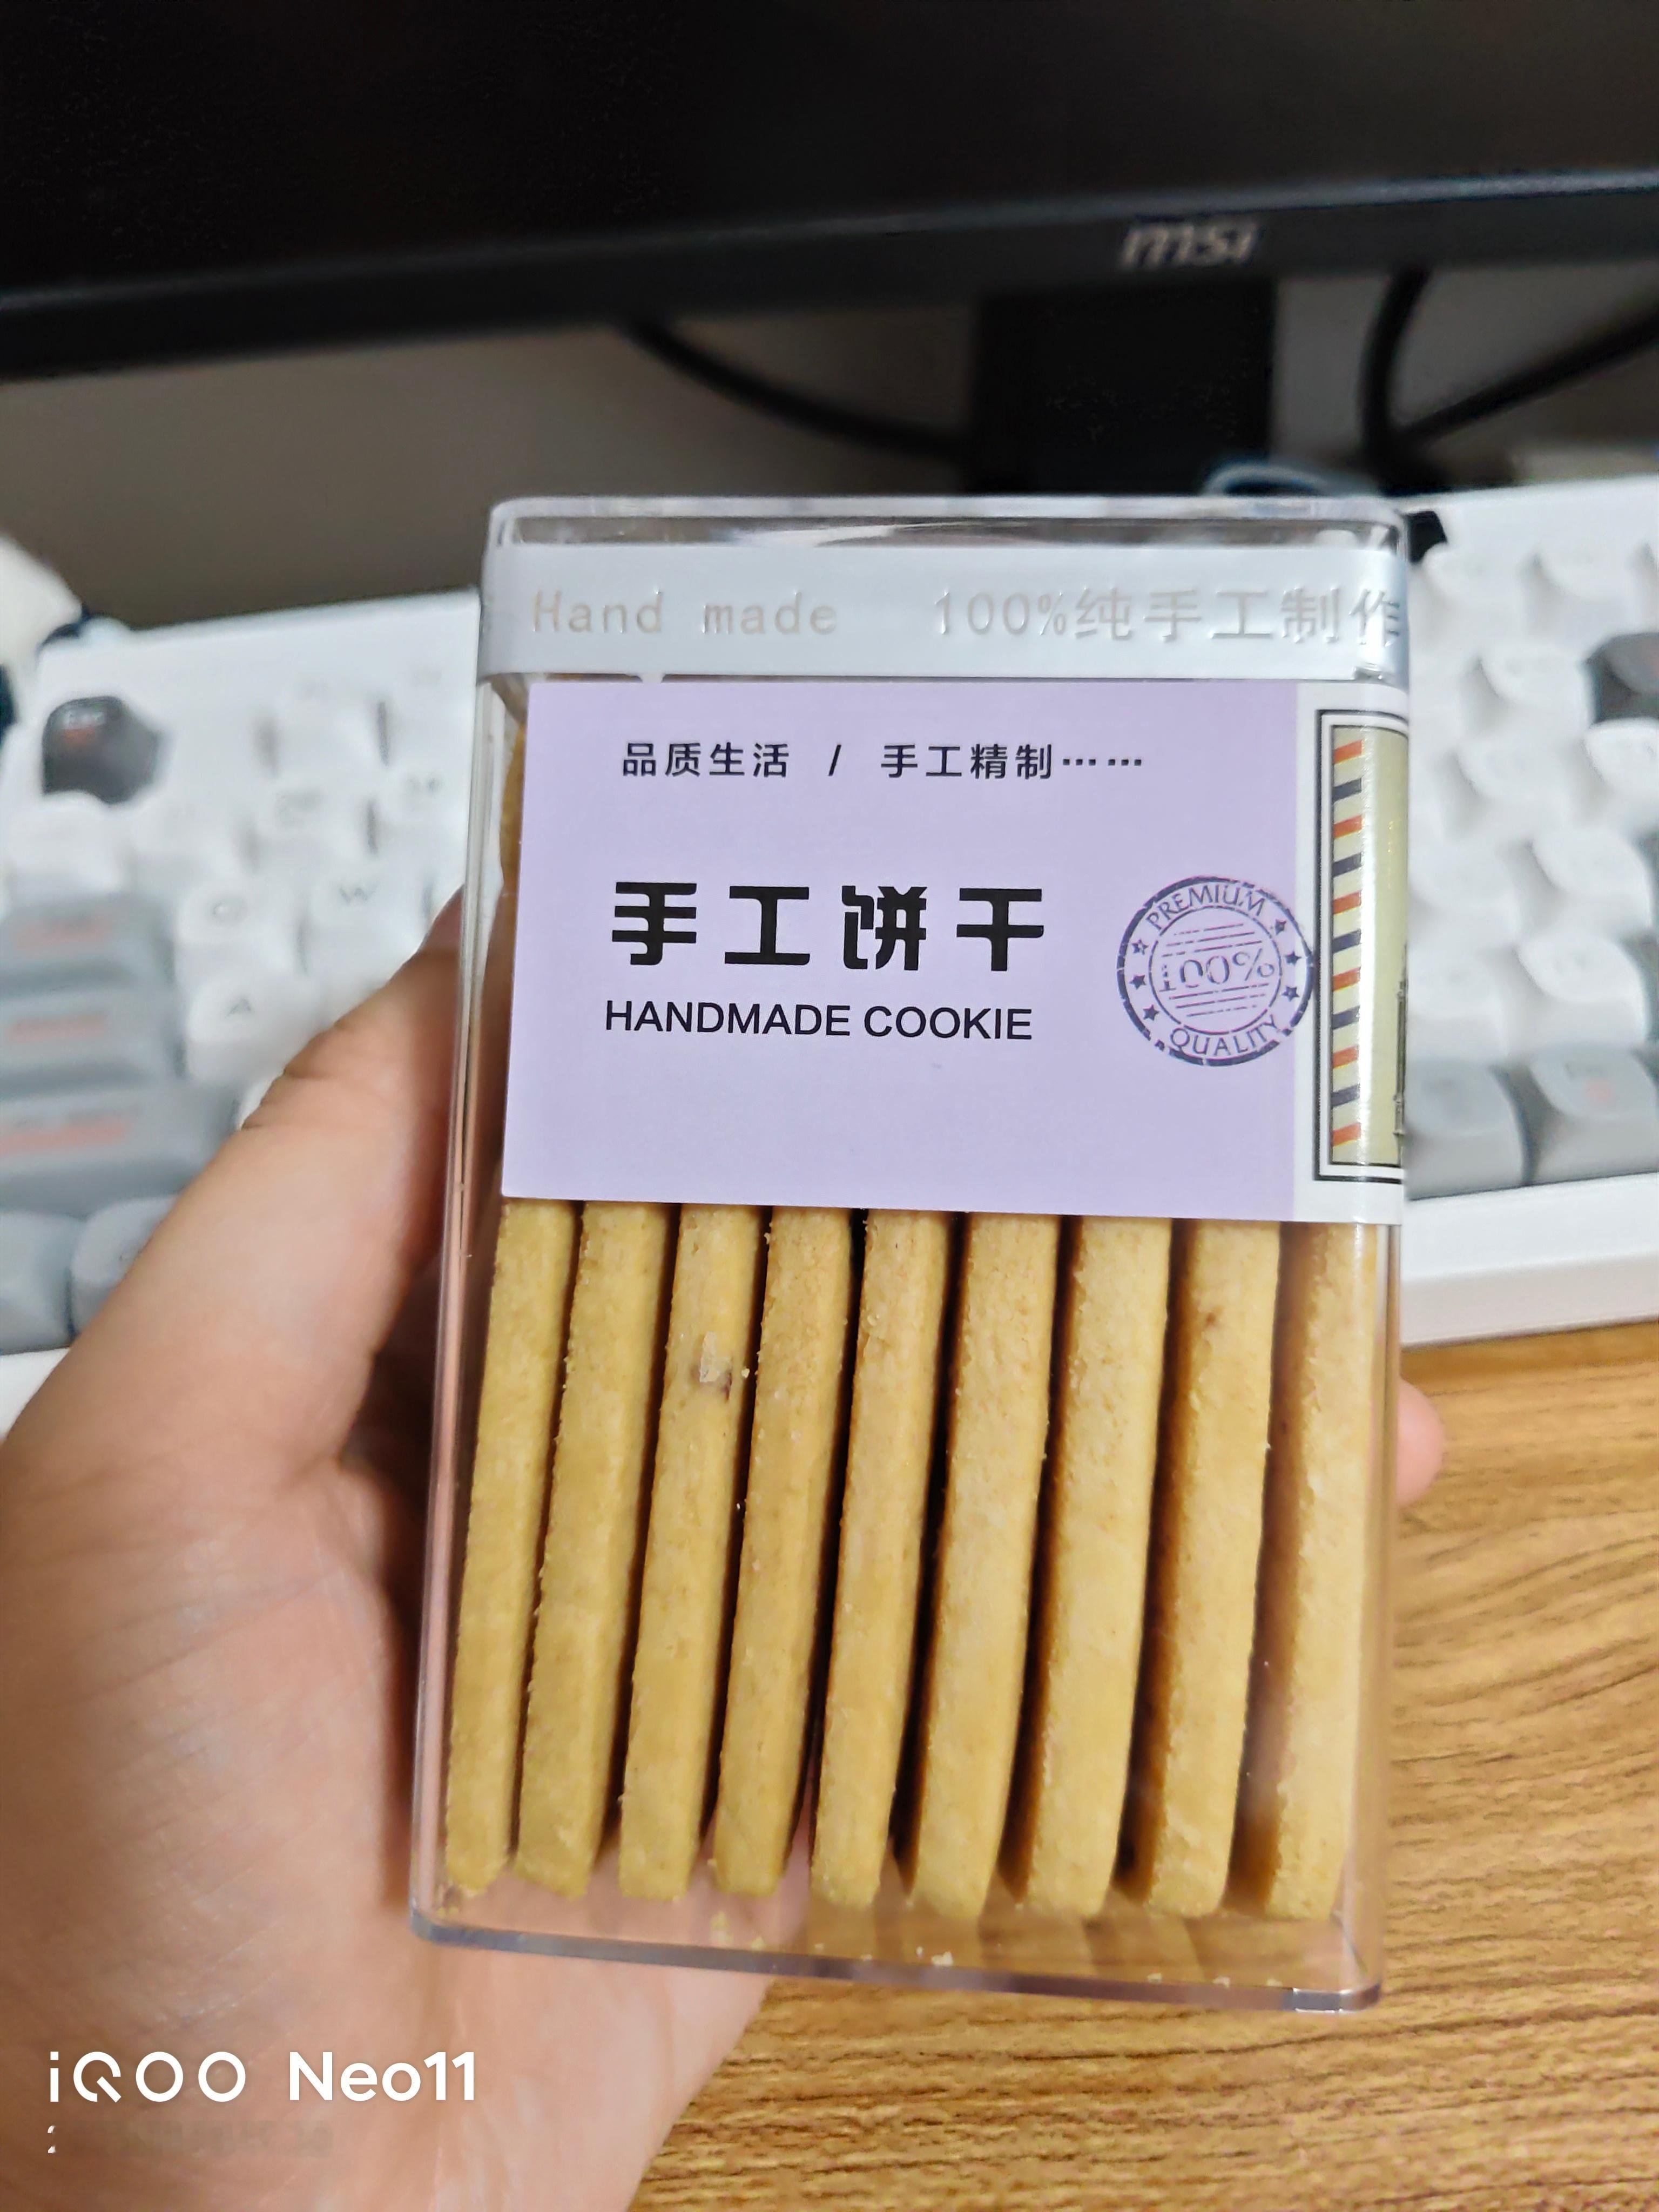 msi
Hand made 100%纯手工制作
品质生活 / 手工精制……
手工饼干
HANDMADE COOKIE
PREMIUM
100%
QUALITY
Esc
W
A
iQOO Neo11